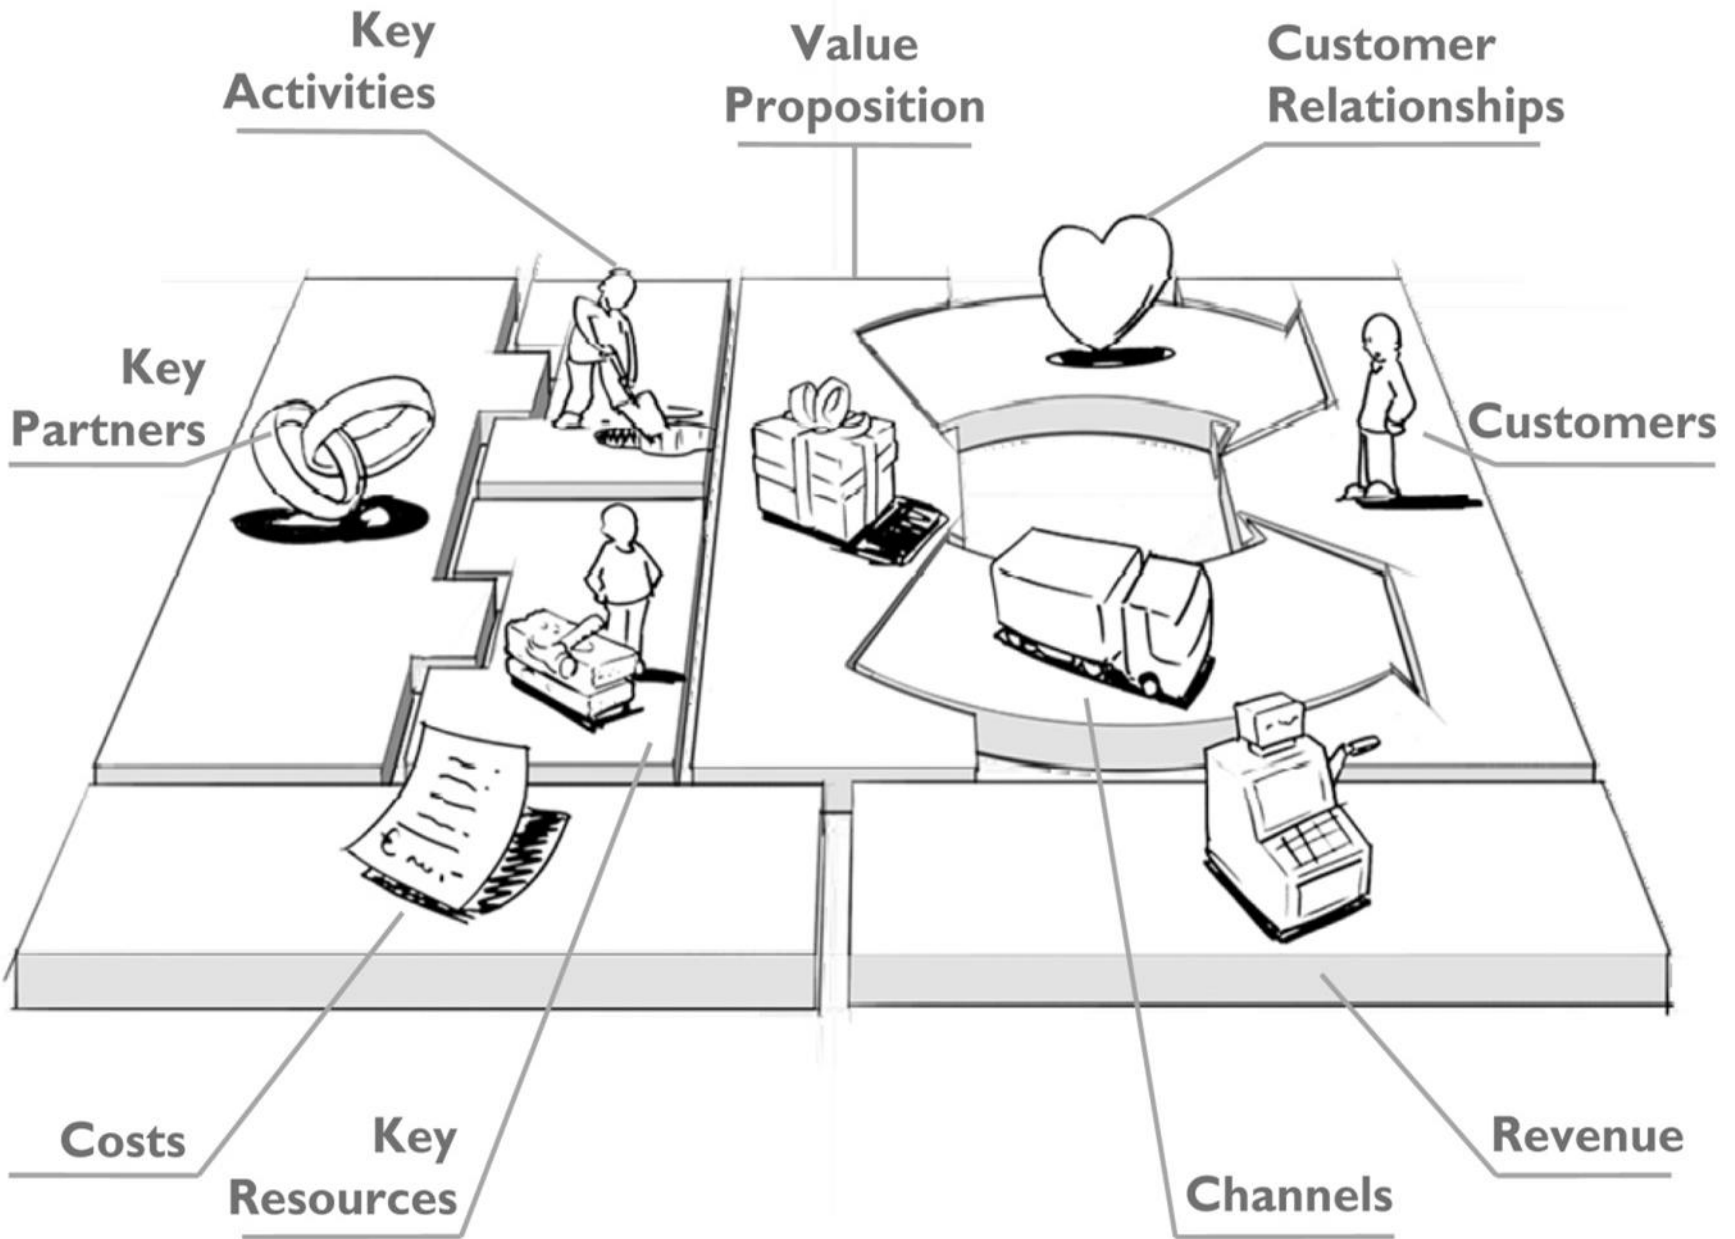 Key
Activities
Value
Proposition
Customer
Relationships
Key
Partners
Customers
Costs
Key
Resources
Channels
Revenue